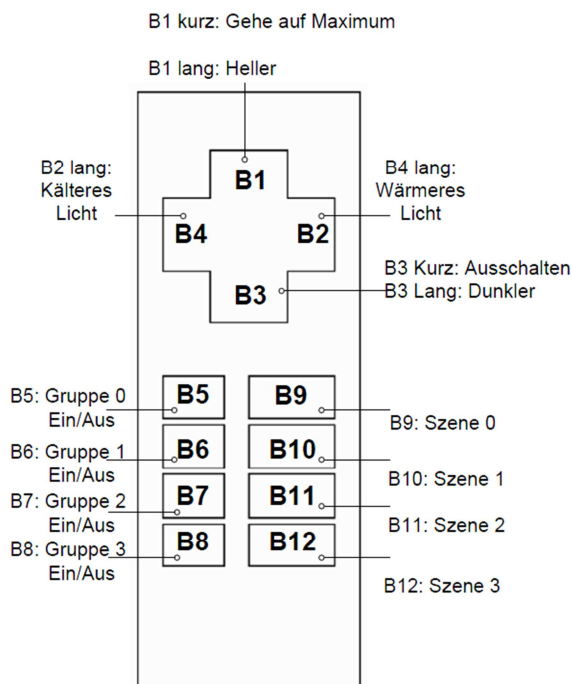 B1 kurz: Gehe auf Maximum
B1 lang: Heller
B2 lang:
Kälteres
Licht
B4 lang:
Wärmeres
Licht
B1
B4
B2
B3
B3 Kurz: Ausschalten
B3 Lang: Dunkler
B5: Gruppe 0
Ein/Aus
B5
B9
B9: Szene 0
B6: Gruppe 1
Ein/Aus
B6
B10
B10: Szene 1
B7: Gruppe 2
Ein/Aus
B7
B11
B11: Szene 2
B8: Gruppe 3
Ein/Aus
B8
B12
B12: Szene 3